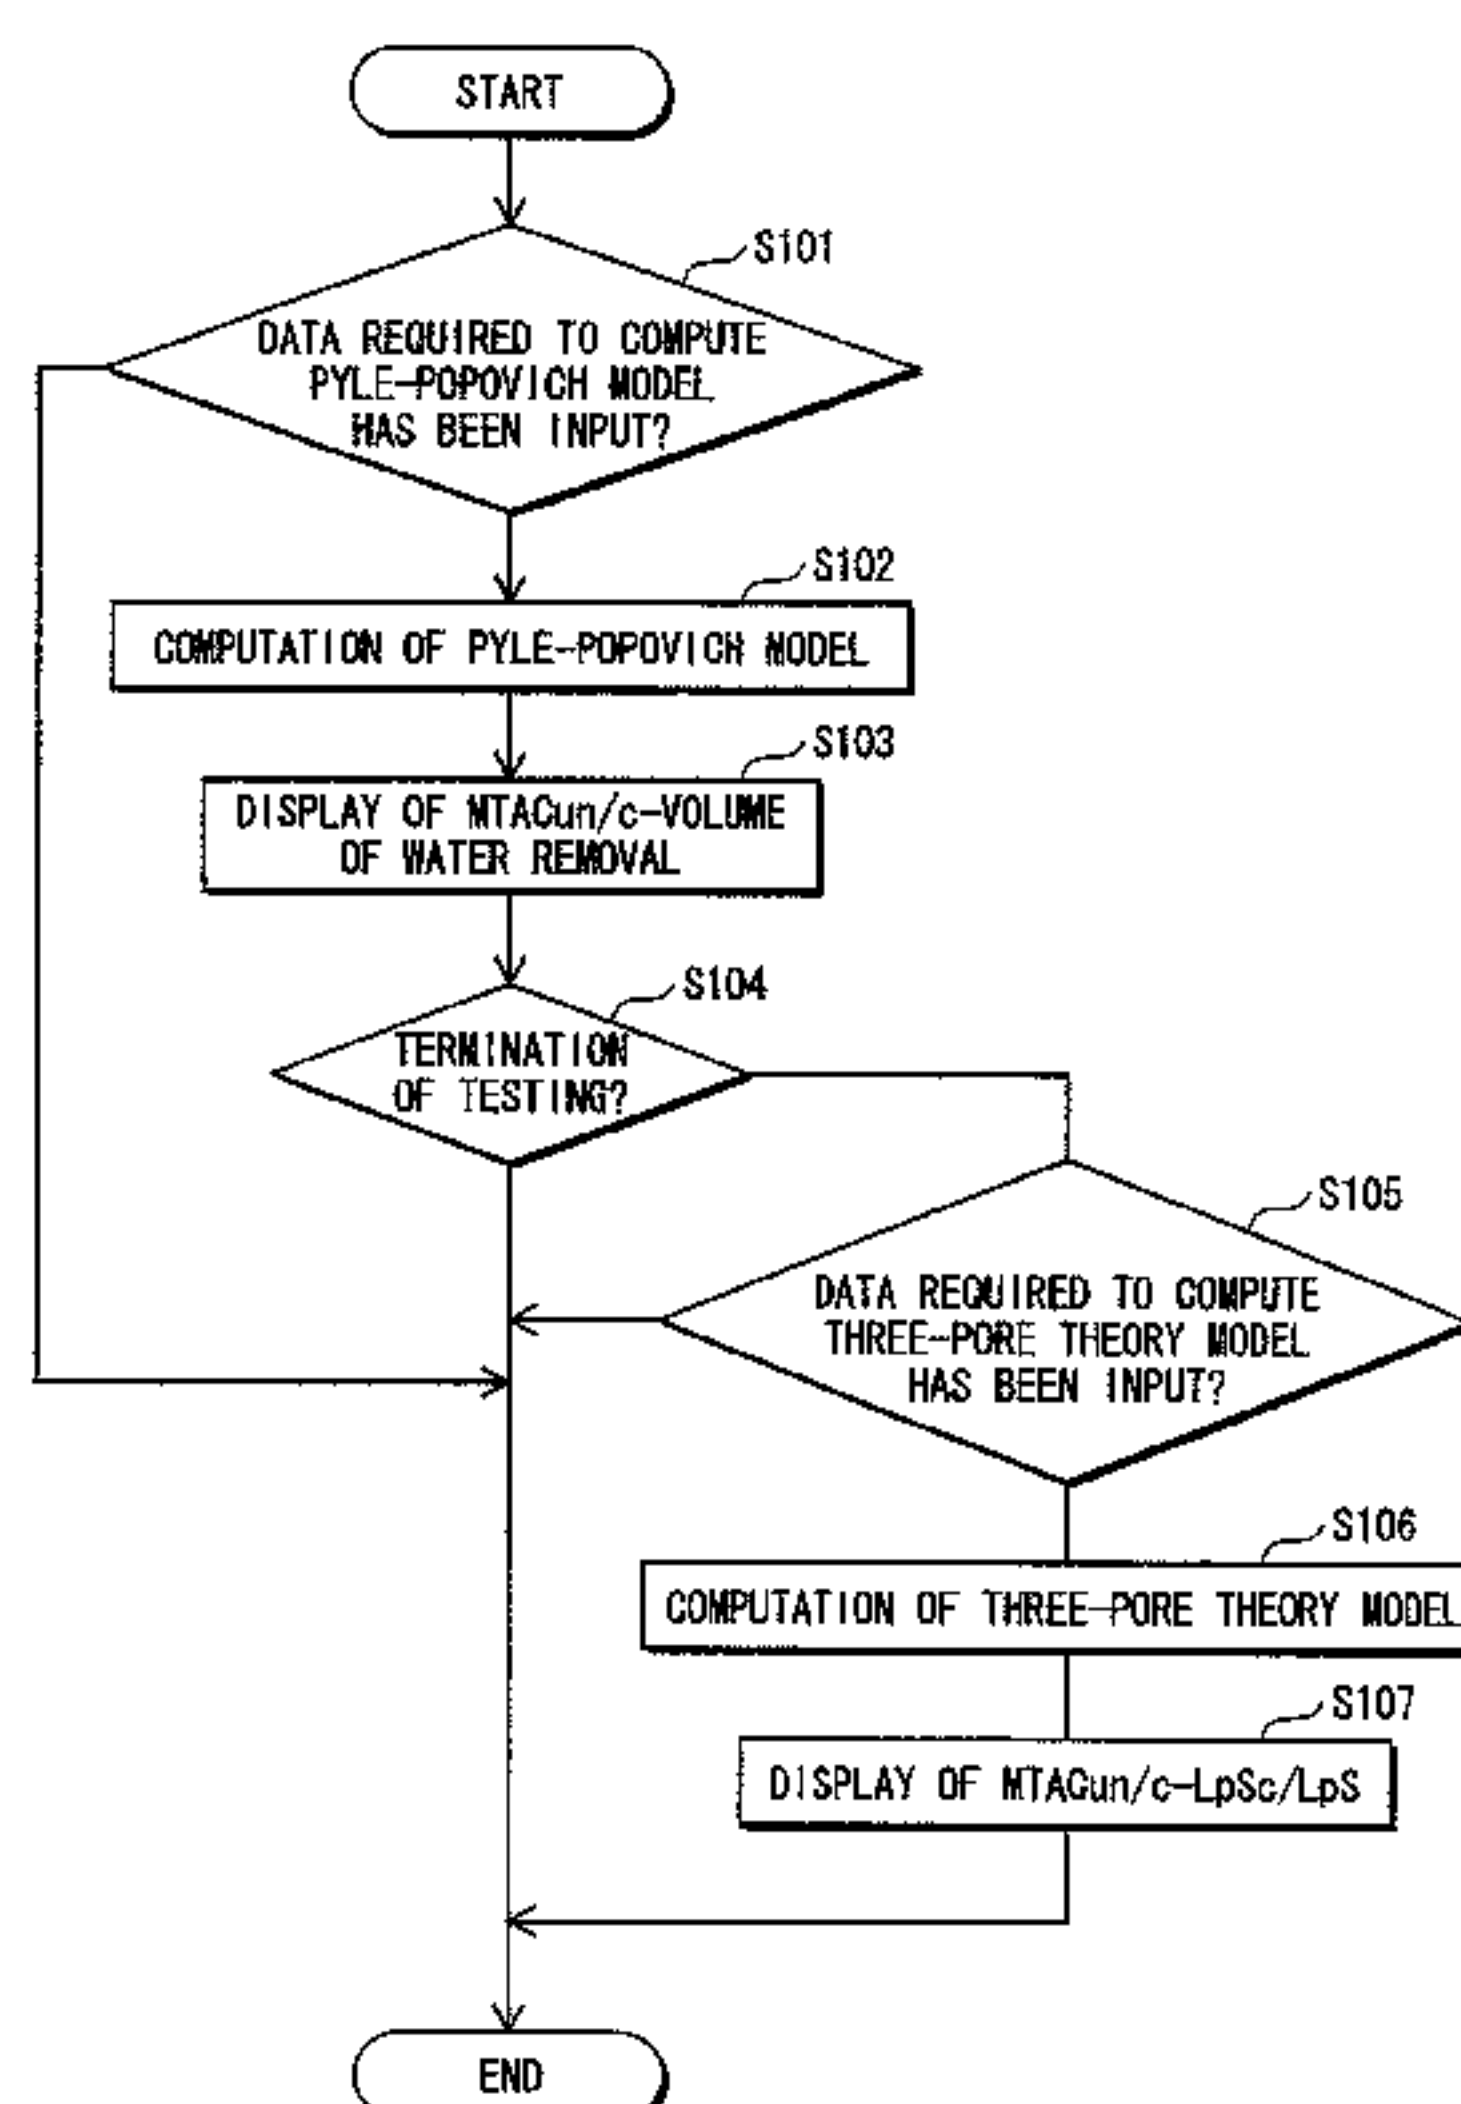 START
S101
DATA REQUIRED TO COMPUTE
PYLE-POPOVICH MODEL
HAS BEEN INPUT?
S102
COMPUTATION OF PYLE-POPOVICH MODEL
S103
DISPLAY OF MTACun/c-VOLUME
OF WATER REMOVAL
S104
TERMINATION
OF TESTING?
S105
DATA REQUIRED TO COMPUTE
THREE-PORE THEORY MODEL
HAS BEEN INPUT?
S106
COMPUTATION OF THREE-PORE THEORY MODEL
S107
DISPLAY OF MTACun/c-LpSc/LpS
END